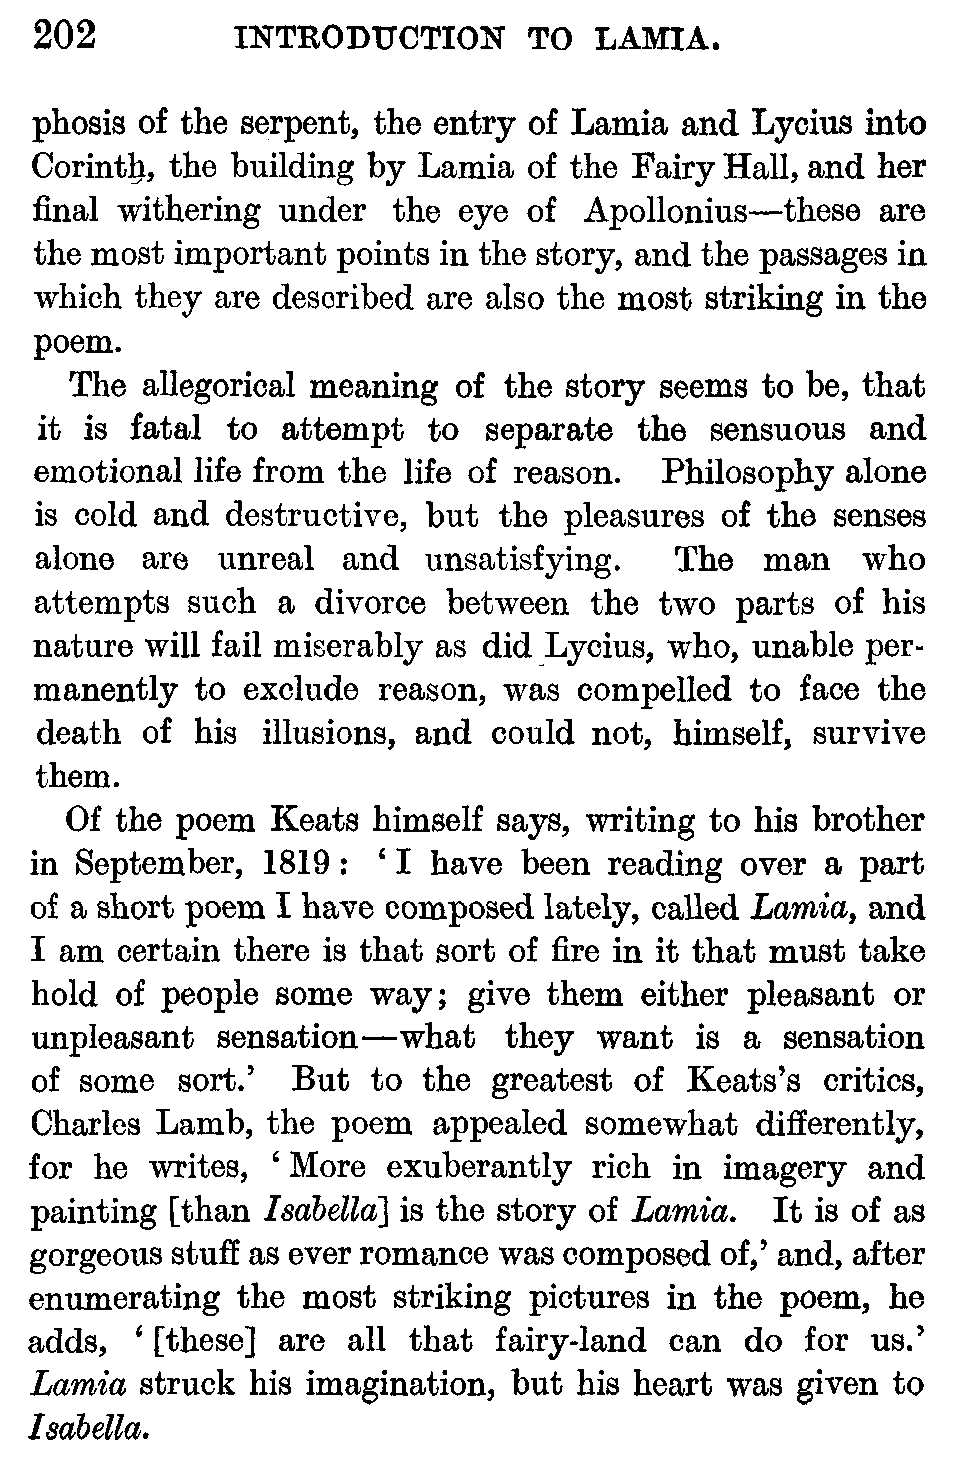 202 INTRODUCTION TO LAMIA.
phosis of the serpent, the entry of Lamia and Lycius into
Corinth, the building by Lamia of the Fairy Hall, and her
final withering under the eye of Apollonius—these are
the most important points in the story, and the passages in
which they are described are also the most striking in the
poem.
The allegorical meaning of the story seems to be, that
it is fatal to attempt to separate the sensuous and
emotional life from the life of reason. Philosophy alone
is cold and destructive, but the pleasures of the senses
alone are unreal and unsatisfying. The man who
attempts such a divorce between the two parts of his
nature will fail miserably as did Lycius, who, unable per-
manently to exclude reason, was compelled to face the
death of his illusions, and could not, himself, survive
them.
Of the poem Keats himself says, writing to his brother
in September, 1819: ‘I have been reading over a part
of a short poem I have composed lately, called Lamia, and
I am certain there is that sort of fire in it that must take
hold of people some way; give them either pleasant or
unpleasant sensation—what they want is a sensation
of some sort.’ But to the greatest of Keats’s critics,
Charles Lamb, the poem appealed somewhat differently,
for he writes, ‘More exuberantly rich in imagery and
painting [than Isabella] is the story of Lamia. It is of as
gorgeous stuff as ever romance was composed of,’ and, after
enumerating the most striking pictures in the poem, he
adds, ‘[these] are all that fairy-land can do for us.’
Lamia struck his imagination, but his heart was given to
Isabella.